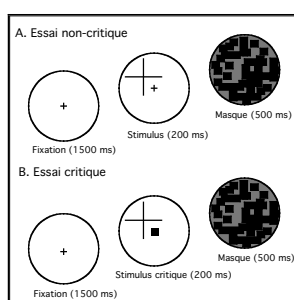 A. Essai non-critique
Masque (500 ms)
Stimulus (200 ms)
Fixation (1500 ms)
B. Essai critique
Masque (500 ms)
Stimulus critique (200 ms)
Fixation (1500 ms)